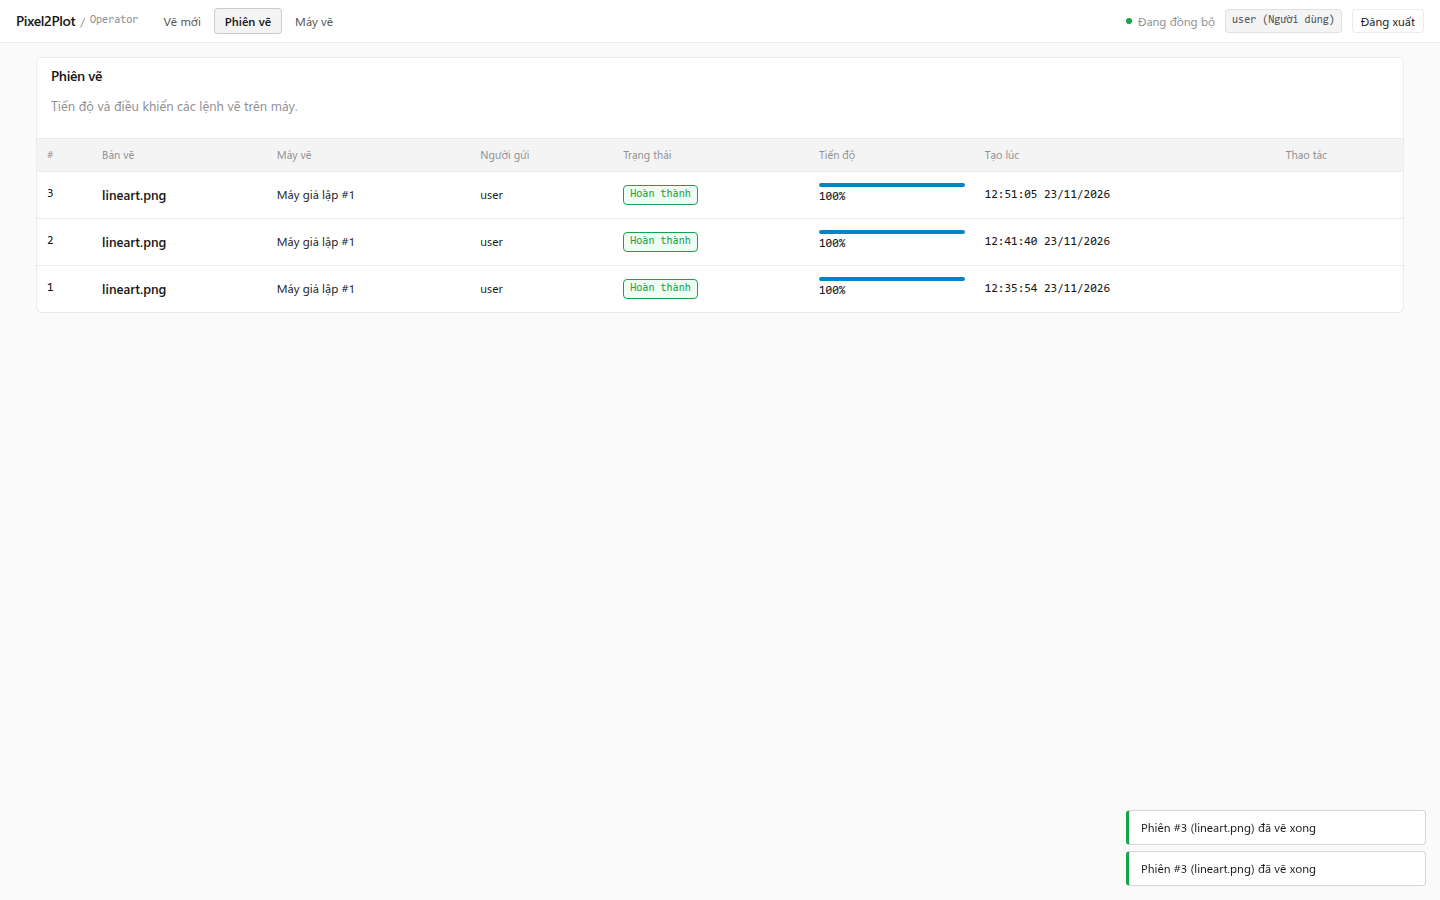 Pixel2Plot / Operator Vẽ mới Phiên vẽ Máy vẽ Đang đồng bộ user (Người dùng) Đăng xuất
Phiên vẽ
Tiến độ và điều khiển các lệnh vẽ trên máy.
# Bản vẽ Máy vẽ Người gửi Trạng thái Tiến độ Tạo lúc Thao tác
3 lineart.png Máy giả lập #1 user Hoàn thành 100% 12:51:05 23/11/2026
2 lineart.png Máy giả lập #1 user Hoàn thành 100% 12:41:40 23/11/2026
1 lineart.png Máy giả lập #1 user Hoàn thành 100% 12:35:54 23/11/2026
Phiên #3 (lineart.png) đã vẽ xong
Phiên #3 (lineart.png) đã vẽ xong